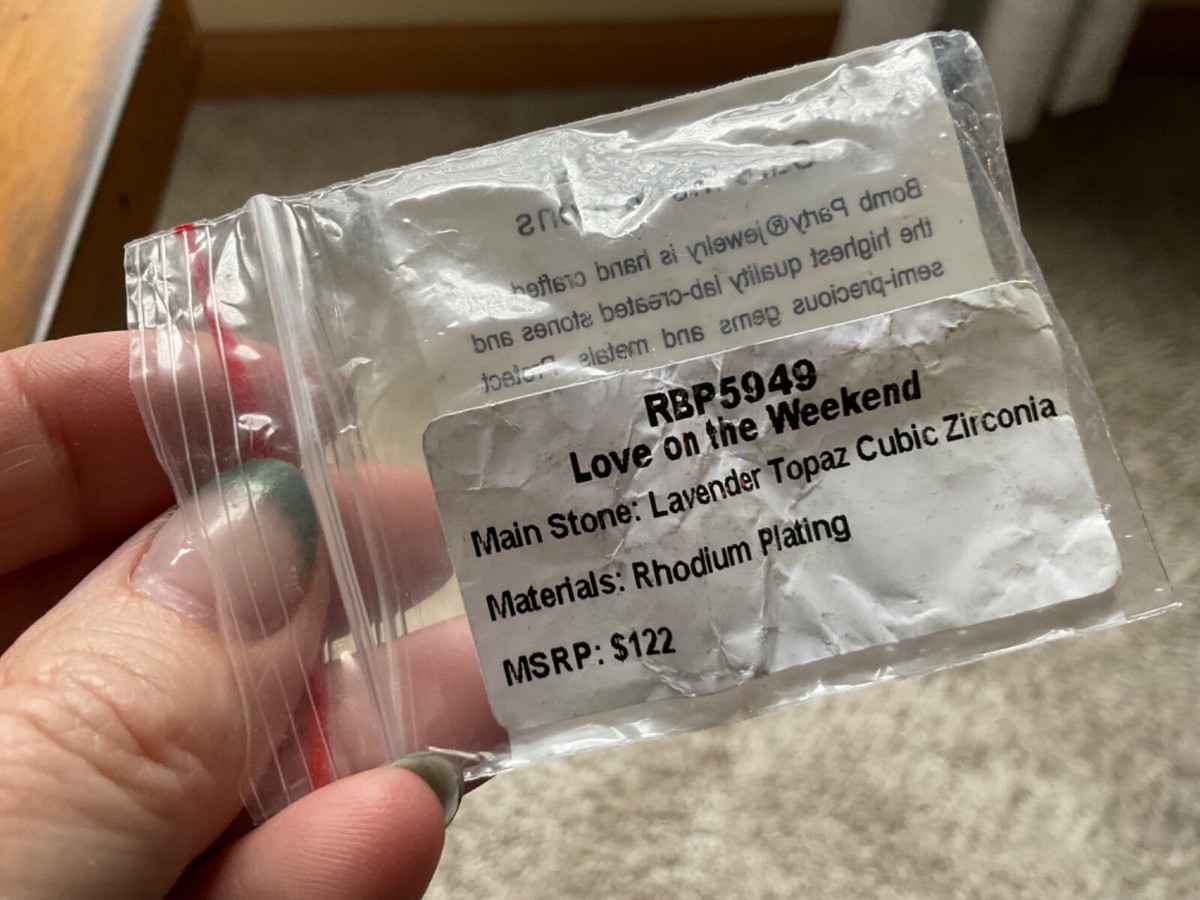 Bomb Party® jewelry is hand crafted
the highest quality lab-created stones and
semi-precious gems and metals Protect
RBP5949
Love on the Weekend
Main Stone: Lavender Topaz Cubic Zirconia
Materials: Rhodium Plating
MSRP: $122